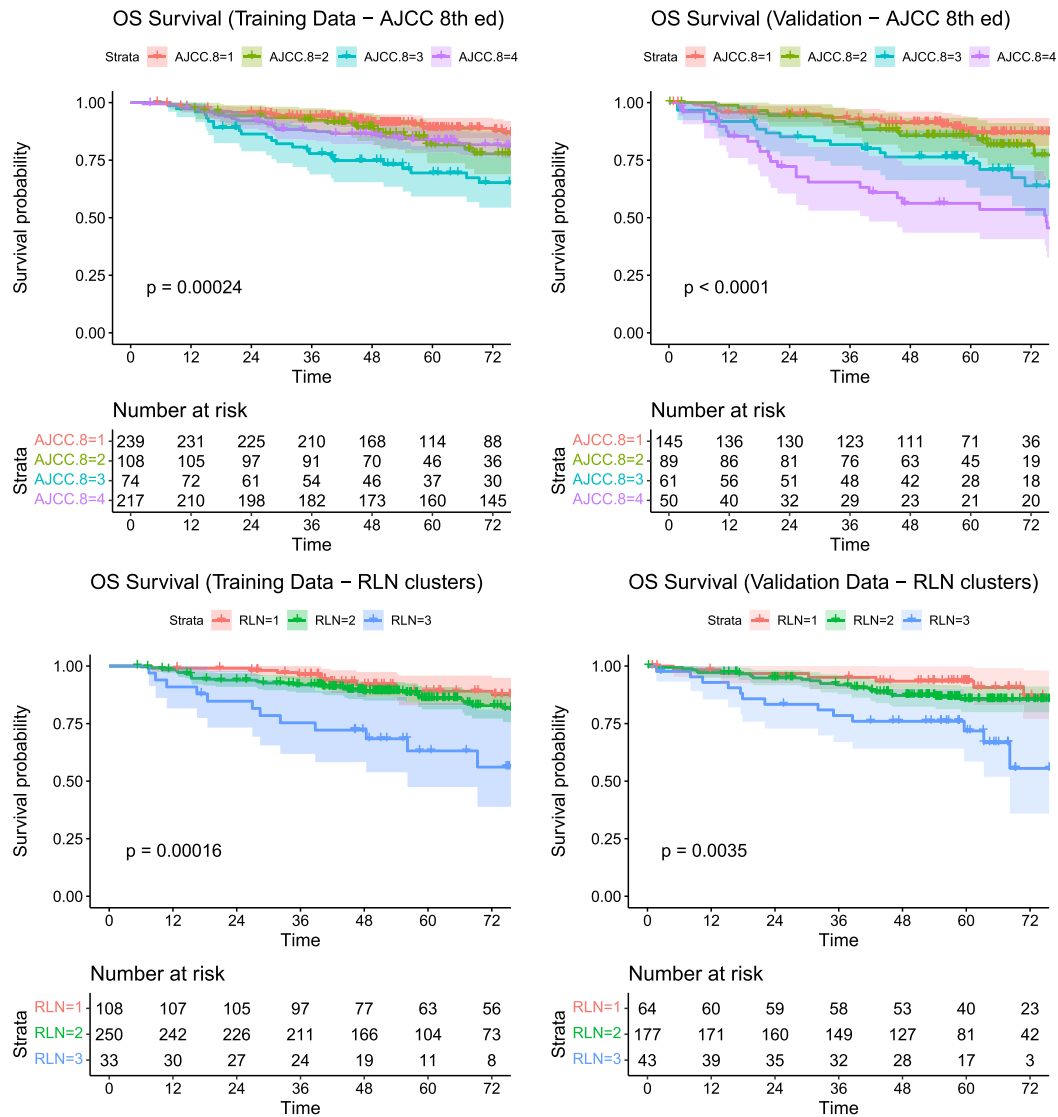 OS Survival (Training Data − AJCC 8th ed)
Strata AJCC.8=1 AJCC.8=2 AJCC.8=3 AJCC.8=4
Survival probability
1.00
0.75
0.50
0.25
0.00
p = 0.00024
0 12 24 36 48 60 72
Time
Number at risk
Strata
AJCC.8=1 239 231 225 210 168 114 88
AJCC.8=2 108 105 97 91 70 46 36
AJCC.8=3 74 72 61 54 46 37 30
AJCC.8=4 217 210 198 182 173 160 145
0 12 24 36 48 60 72
Time
OS Survival (Validation − AJCC 8th ed)
Strata AJCC.8=1 AJCC.8=2 AJCC.8=3 AJCC.8=4
Survival probability
1.00
0.75
0.50
0.25
0.00
p < 0.0001
0 12 24 36 48 60 72
Time
Number at risk
Strata
AJCC.8=1 145 136 130 123 111 71 36
AJCC.8=2 89 86 81 76 63 45 19
AJCC.8=3 61 56 51 48 42 28 18
AJCC.8=4 50 40 32 29 23 21 20
0 12 24 36 48 60 72
Time
OS Survival (Training Data − RLN clusters)
Strata RLN=1 RLN=2 RLN=3
Survival probability
1.00
0.75
0.50
0.25
0.00
p = 0.00016
0 12 24 36 48 60 72
Time
Number at risk
Strata
RLN=1 108 107 105 97 77 63 56
RLN=2 250 242 226 211 166 104 73
RLN=3 33 30 27 24 19 11 8
0 12 24 36 48 60 72
Time
OS Survival (Validation Data − RLN clusters)
Strata RLN=1 RLN=2 RLN=3
Survival probability
1.00
0.75
0.50
0.25
0.00
p = 0.0035
0 12 24 36 48 60 72
Time
Number at risk
Strata
RLN=1 64 60 59 58 53 40 23
RLN=2 177 171 160 149 127 81 42
RLN=3 43 39 35 32 28 17 3
0 12 24 36 48 60 72
Time